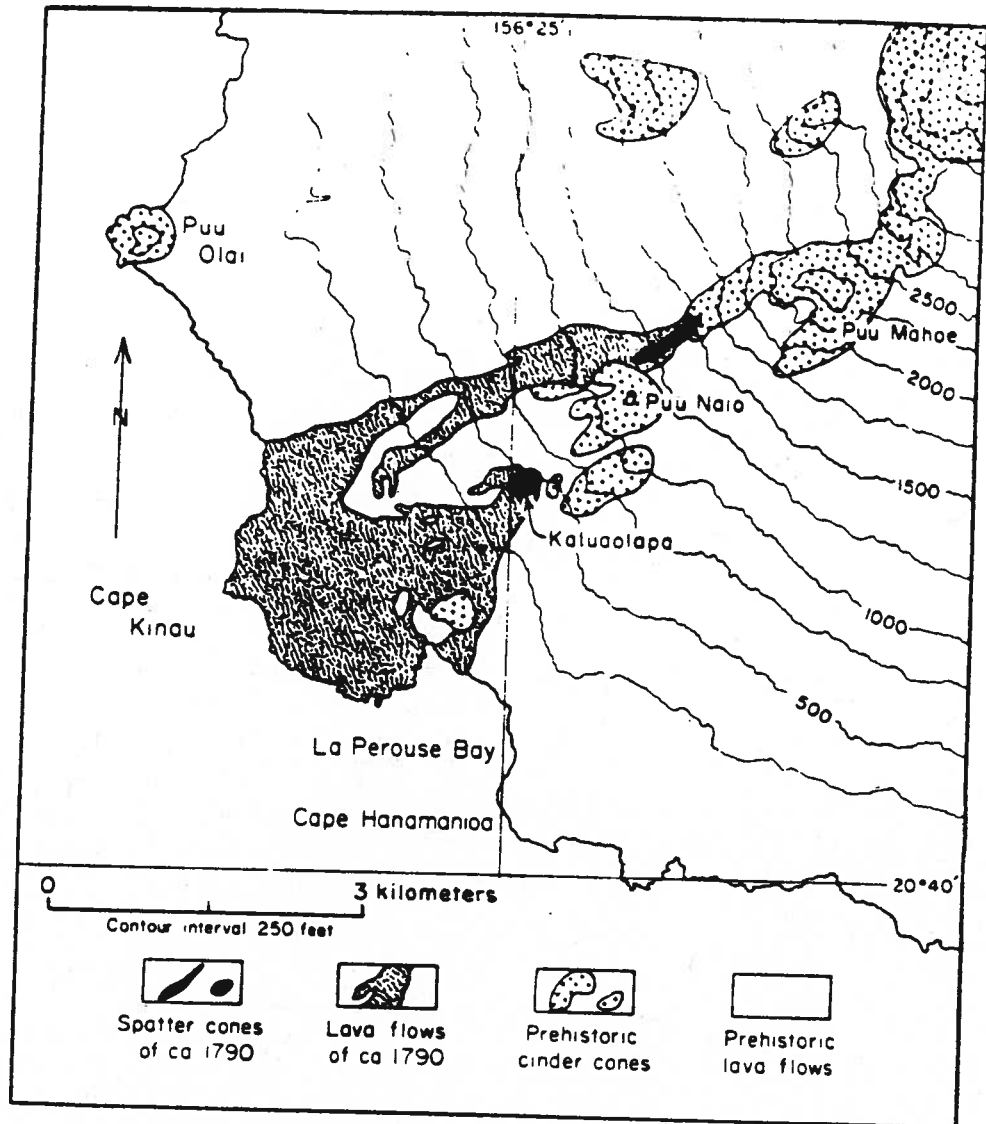 156°25'
Puu
Olai
N
2500
Puu Mahoe
2000
Puu Naio
1500
Kaluaolapa
Cape
Kinau
1000
500
La Perouse Bay
Cape Hanamanioa
20°40'
0
3 kilometers
Contour interval 250 feet
Spatter cones
of ca 1790
Lava flows
of ca 1790
Prehistoric
cinder cones
Prehistoric
lava flows